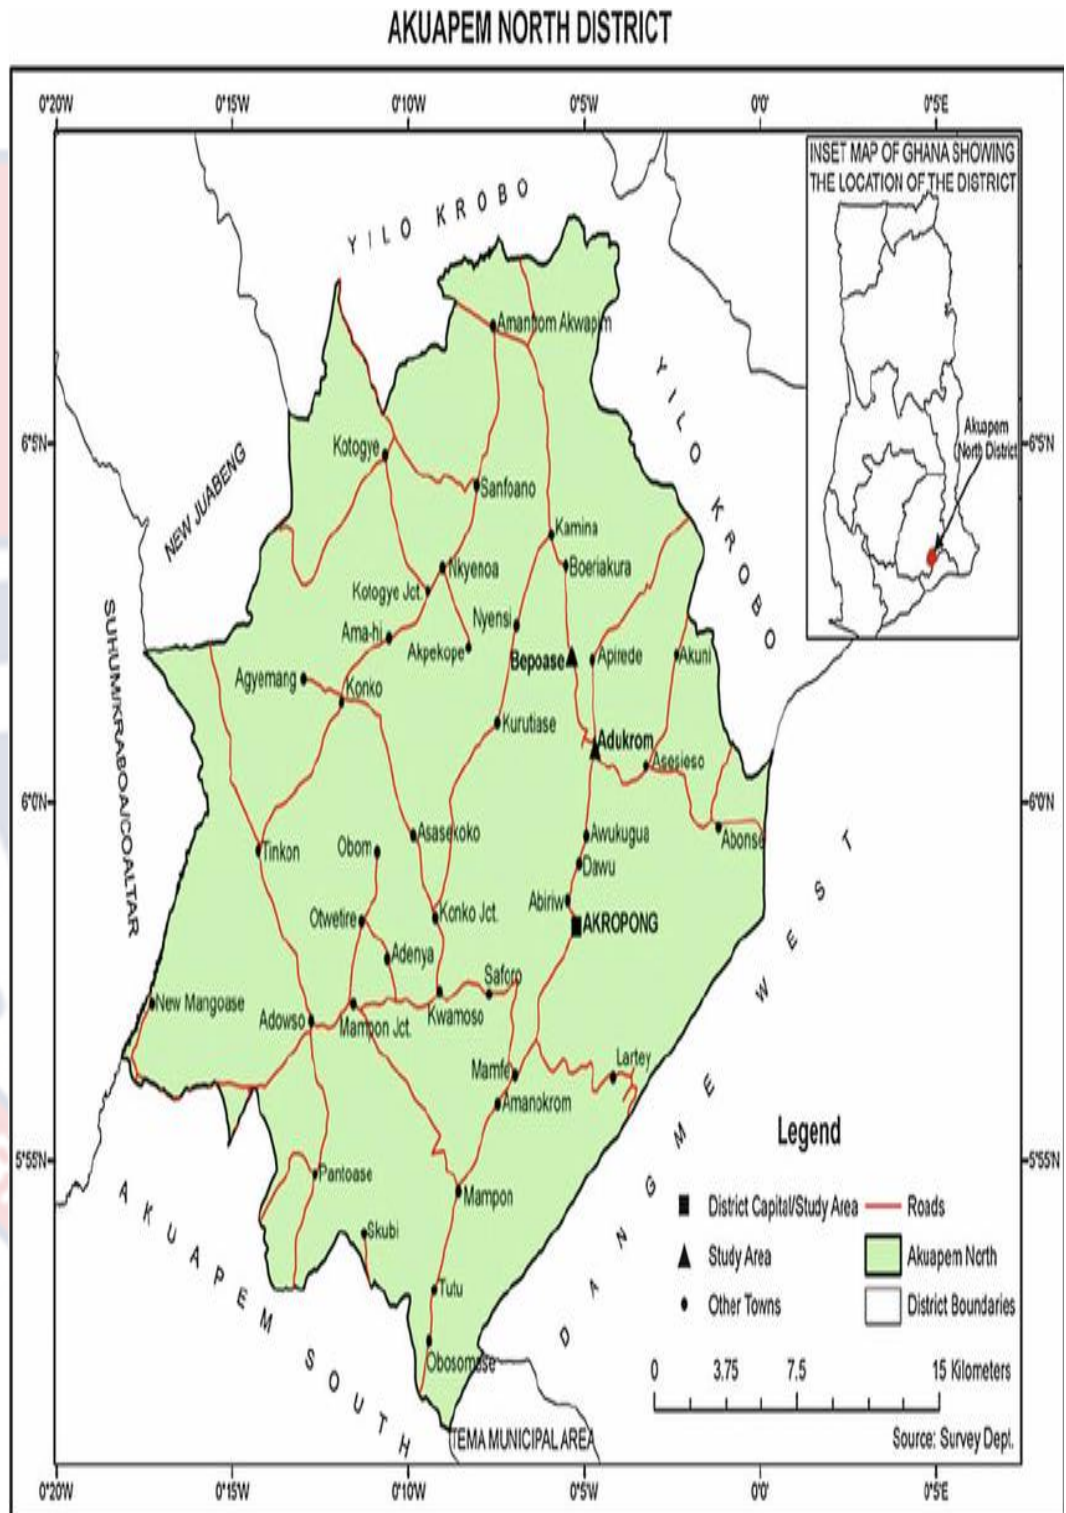 AKUAPEM NORTH DISTRICT
0°20'W 0°15'W 0°10'W 0°5'W 0°0' 0°5'E
INSET MAP OF GHANA SHOWING
THE LOCATION OF THE DISTRICT
Akuapem
North District
YILO KROBO
YILO KROBO
NEW JUABENG
SUHUM/KRABOA/COALTAR
AKUAPEM SOUTH
DANGME WEST
TEMA MUNICIPAL AREA
6°5'N 6°5'N
6°0'N 6°0'N
5°55'N 5°55'N
Amanfrom Akwapim
Kotogye
Sanfoano
Kamina
Boeriakura
Nkyenoa
Kotogye Jct.
Nyensi
Ama-hi
Akpekope
Bepoase
Apirede
Akuni
Agyemang
Konko
Kurutiase
Adukrom
Asesieso
Asasekoko
Awukugua
Abonse
Tinkon
Obom
Dawu
Abiriw
AKROPONG
Otwetire
Konko Jct.
Adenya
Saforo
New Mangoase
Adowso
Mampon Jct.
Kwamoso
Lartey
Mamfe
Amanokrom
Pantoase
Mampon
Skubi
Tutu
Obosomase
Legend
District Capital/Study Area
Roads
Study Area
Akuapem North
Other Towns
District Boundaries
0 3.75 7.5 15 Kilometers
Source: Survey Dept.
0°20'W 0°15'W 0°10'W 0°5'W 0°0' 0°5'E